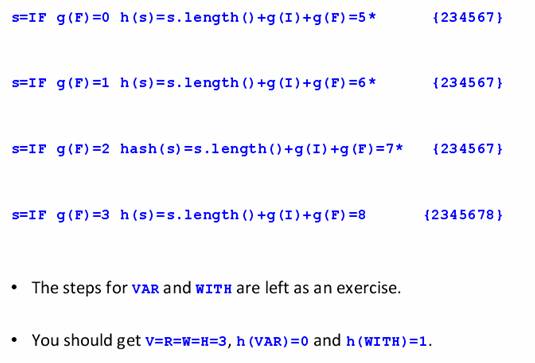 s=IF g(F)=0 h(s)=s.length()+g(I)+g(F)=5* {234567}
s=IF g(F)=1 h(s)=s.length()+g(I)+g(F)=6* {234567}
s=IF g(F)=2 hash(s)=s.length()+g(I)+g(F)=7* {234567}
s=IF g(F)=3 h(s)=s.length()+g(I)+g(F)=8 {2345678}
• The steps for VAR and WITH are left as an exercise.
• You should get V=R=W=H=3, h(VAR)=0 and h(WITH)=1.